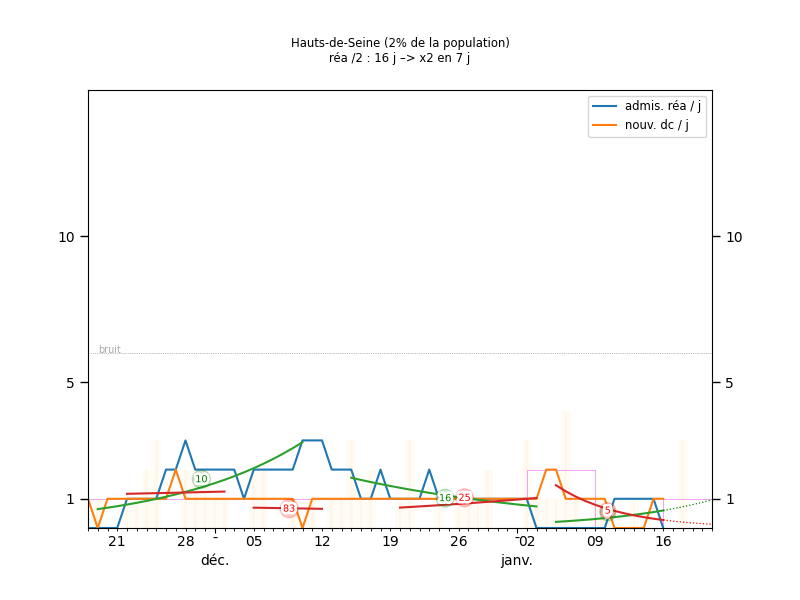 Hauts-de-Seine (2% de la population)
réa /2 : 16 j –> x2 en 7 j
admis. réa / j
nouv. dc / j
10 10
bruit
5 5
10
16 25
1 1
83
5
21 28 - 05 12 19 26 - 02 09 16
déc. janv.